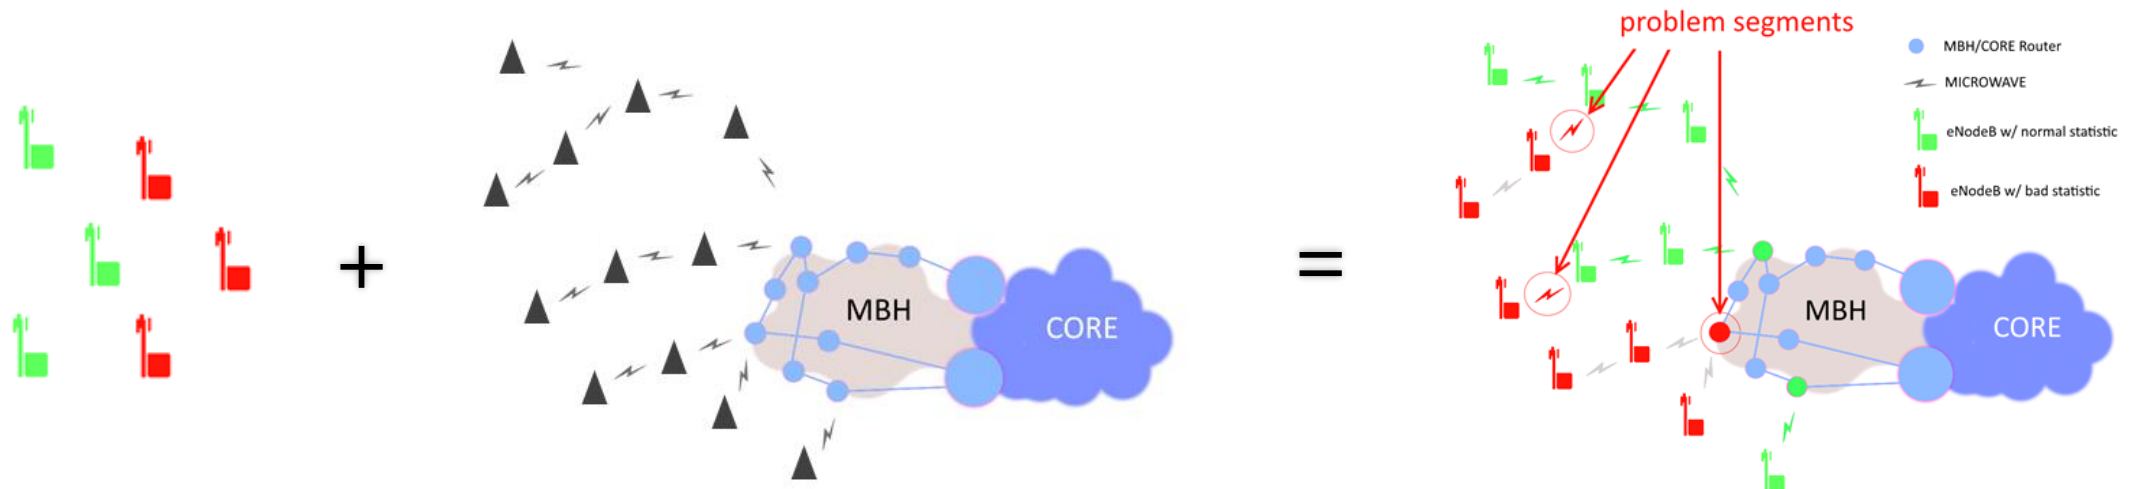 problem segments
MBH/CORE Router
MICROWAVE
eNodeB w/ normal statistic
eNodeB w/ bad statistic
+
=
MBH
CORE
MBH
CORE